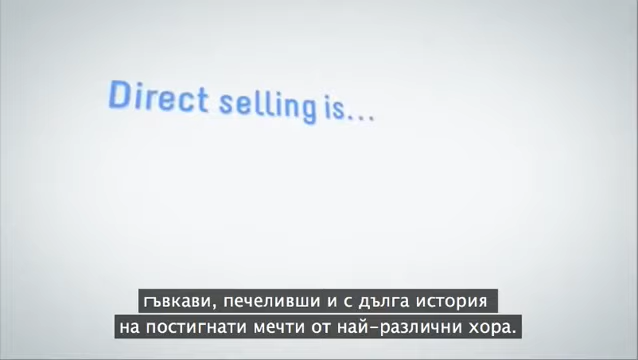 Direct selling is...
гъвкави, печеливши и с дълга история
на постигнати мечти от най-различни хора.